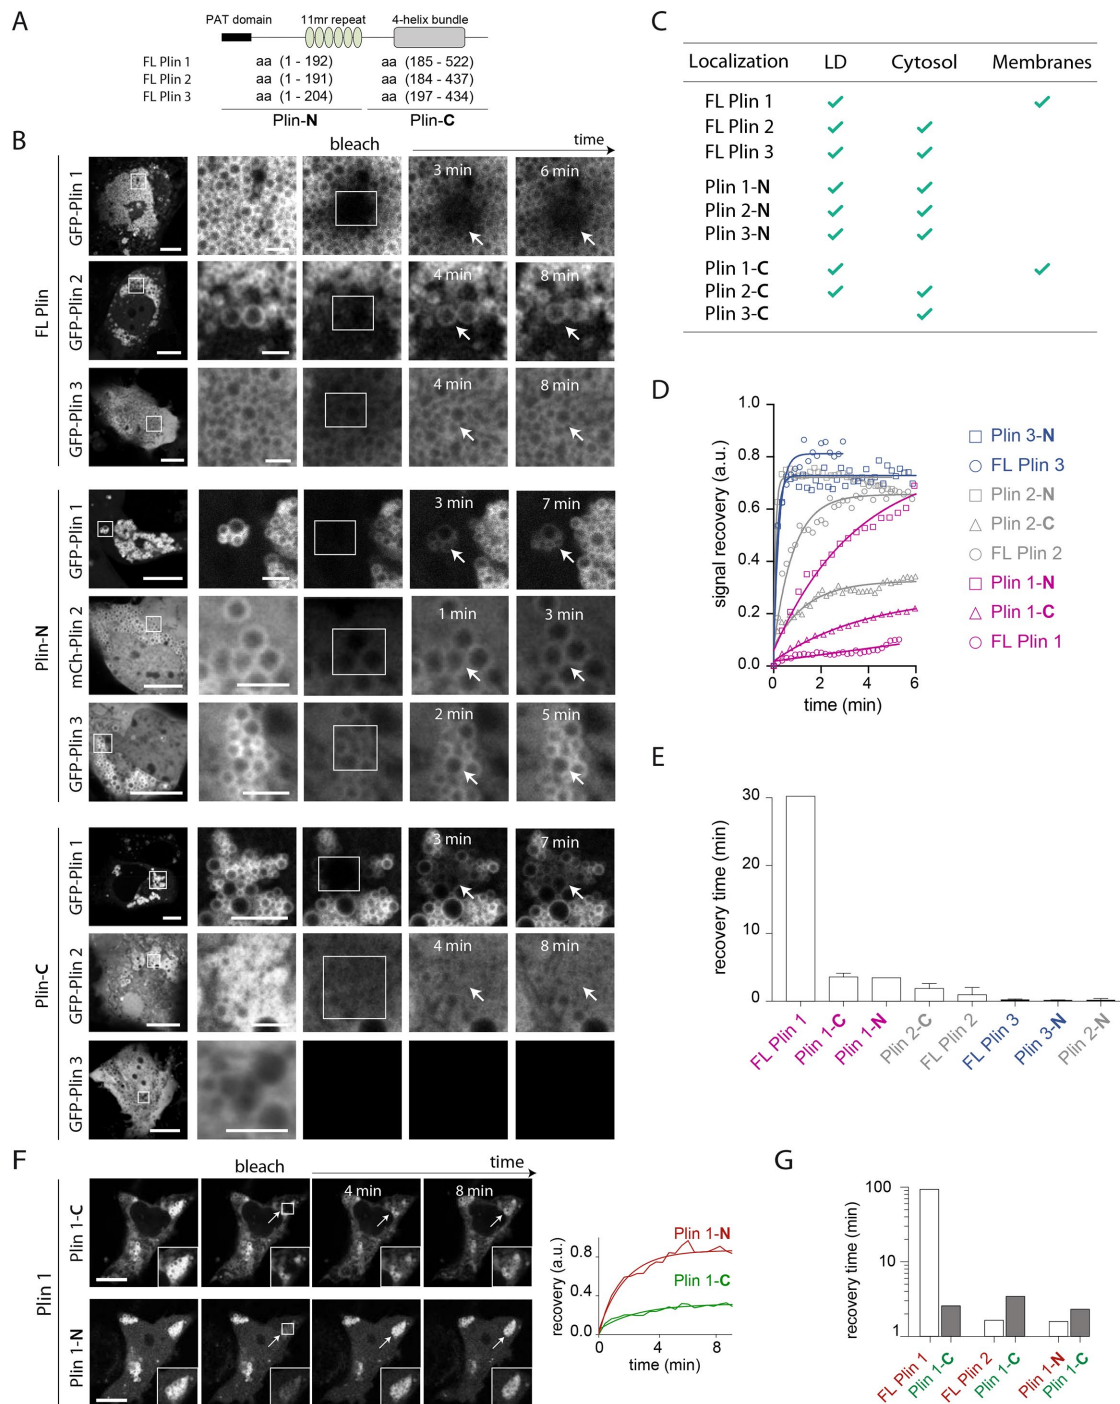 A
PAT domain 11mr repeat 4-helix bundle
FL Plin 1 aa (1 - 192) aa (185 - 522)
FL Plin 2 aa (1 - 191) aa (184 - 437)
FL Plin 3 aa (1 - 204) aa (197 - 434)
Plin-N Plin-C
B
bleach time
FL Plin
GFP-Plin 1
3 min 6 min
GFP-Plin 2
4 min 8 min
GFP-Plin 3
4 min 8 min
Plin-N
GFP-Plin 1
3 min 7 min
mCh-Plin 2
1 min 3 min
GFP-Plin 3
2 min 5 min
Plin-C
GFP-Plin 1
3 min 7 min
GFP-Plin 2
4 min 8 min
GFP-Plin 3
C
Localization LD Cytosol Membranes
FL Plin 1 ✓ ✓
FL Plin 2 ✓ ✓
FL Plin 3 ✓ ✓
Plin 1-N ✓ ✓
Plin 2-N ✓ ✓
Plin 3-N ✓ ✓
Plin 1-C ✓ ✓
Plin 2-C ✓ ✓
Plin 3-C ✓
D
signal recovery (a.u.)
1.0
0.8
0.6
0.4
0.2
0.0
0 2 4 6
time (min)
Plin 3-N
FL Plin 3
Plin 2-N
Plin 2-C
FL Plin 2
Plin 1-N
Plin 1-C
FL Plin 1
E
recovery time (min)
30
20
10
0
FL Plin 1
Plin 1-C
Plin 1-N
Plin 2-C
FL Plin 2
FL Plin 3
Plin 3-N
Plin 2-N
F
bleach time
Plin 1
Plin 1-C
4 min 8 min
Plin 1-N
recovery (a.u.)
0.8
0.4
0.0
0 4 8
time (min)
Plin 1-N
Plin 1-C
G
recovery time (min)
100
10
1
FL Plin 1
Plin 1-C
FL Plin 2
Plin 1-C
Plin 1-N
Plin 1-C